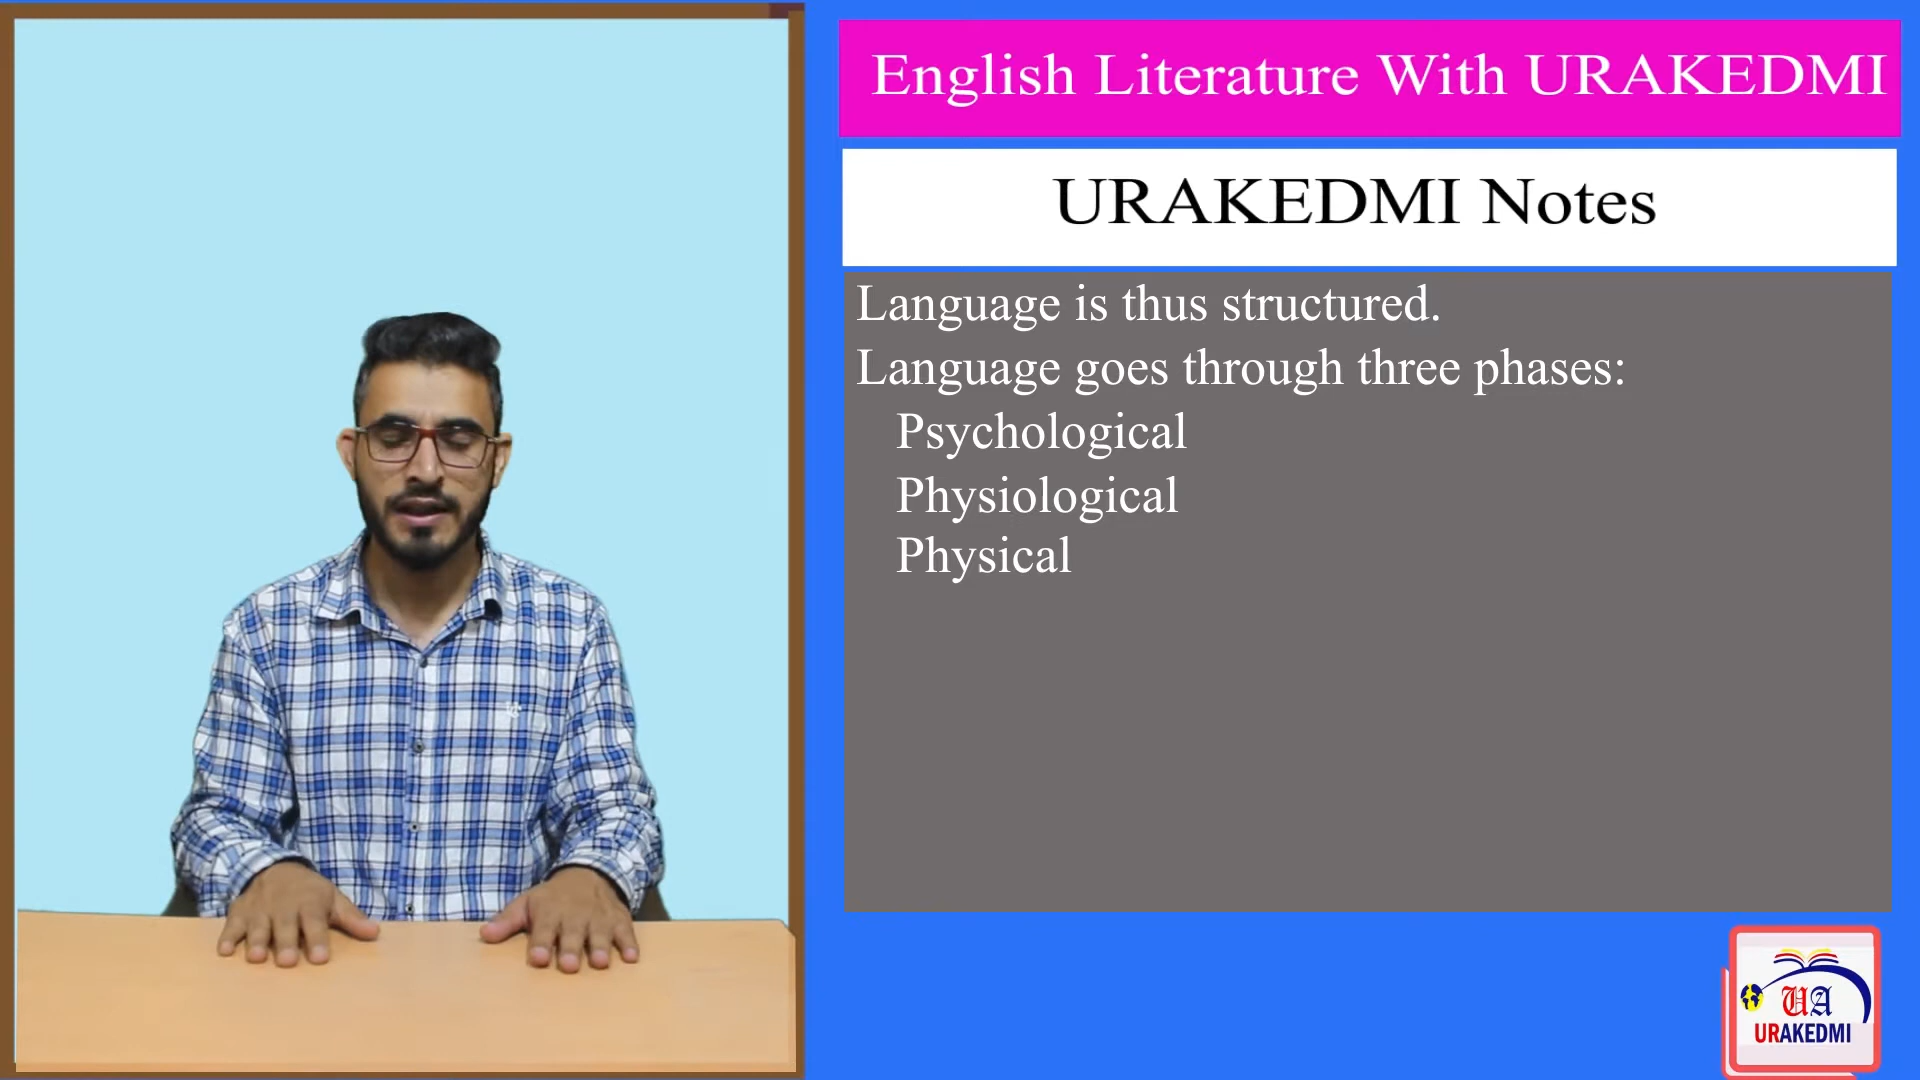 English Literature With URAKEDMI
URAKEDMI Notes
Language is thus structured.
Language goes through three phases:
Psychological
Physiological
Physical
UA
URAKEDMI